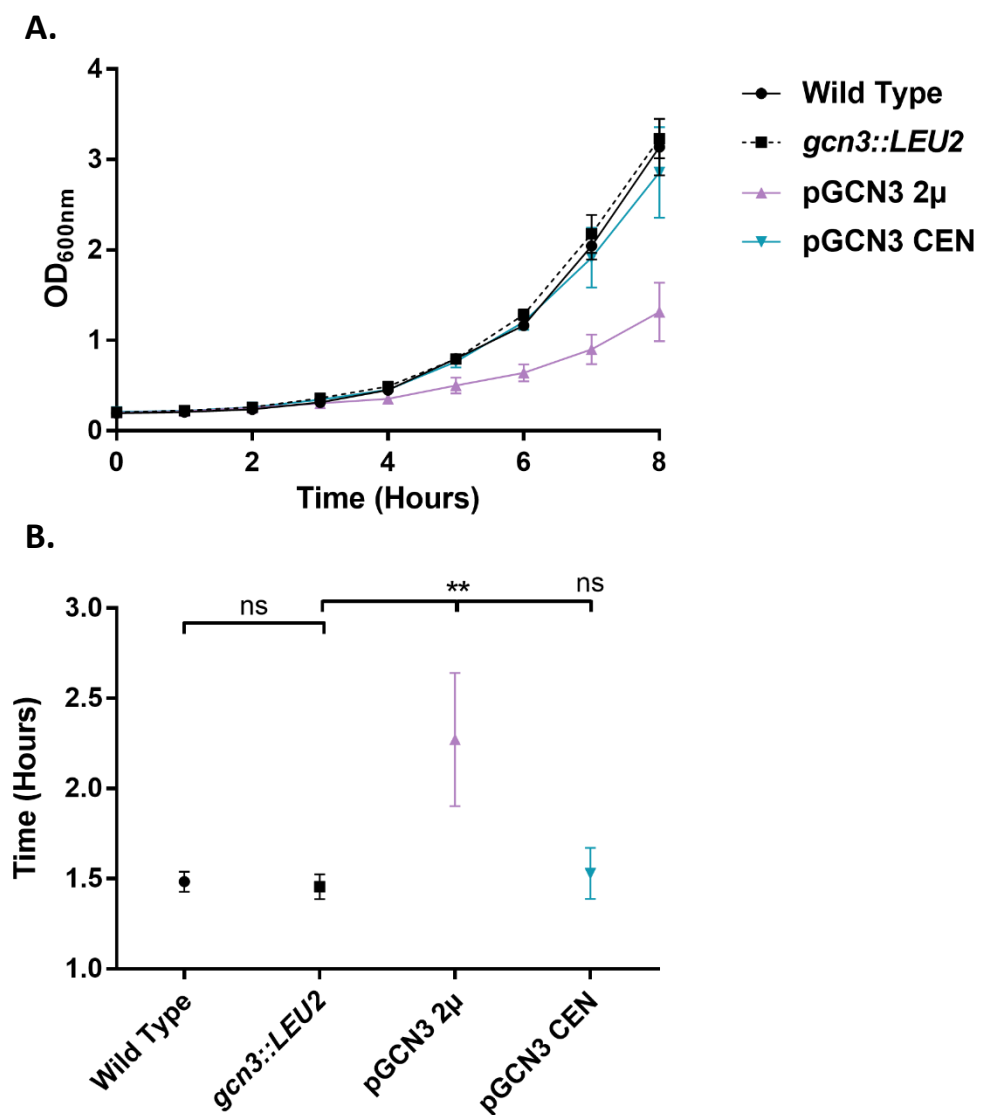 A.
4
3
2
1
0
OD600nm
0 2 4 6 8
Time (Hours)
Wild Type
gcn3::LEU2
pGCN3 2µ
pGCN3 CEN
B.
ns ** ns
3.0
2.5
2.0
1.5
1.0
Time (Hours)
Wild Type
gcn3::LEU2
pGCN3 2µ
pGCN3 CEN